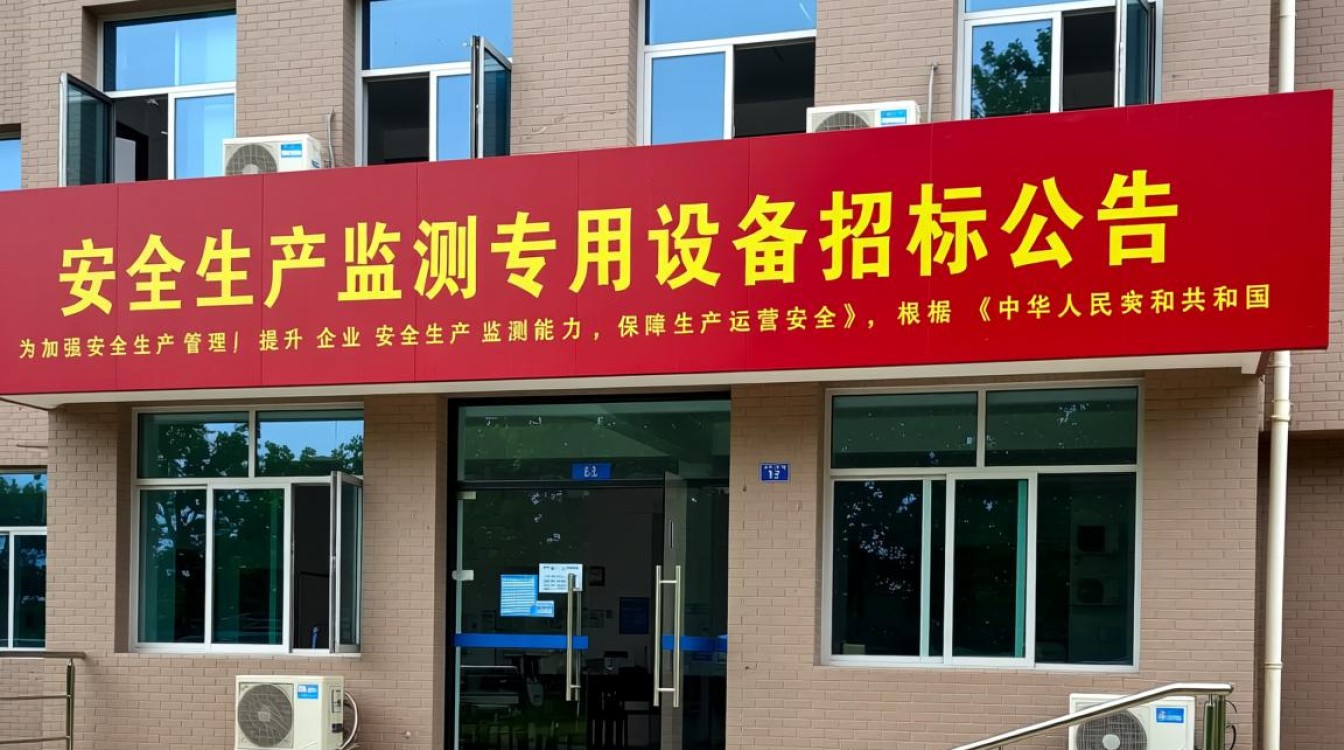 安全生产监测专用设备招标公告
为加强安全生产管理 提升 企业 安全生产 监测能力，保障生产运营安全》，根据 《中华人民 和共和国
13